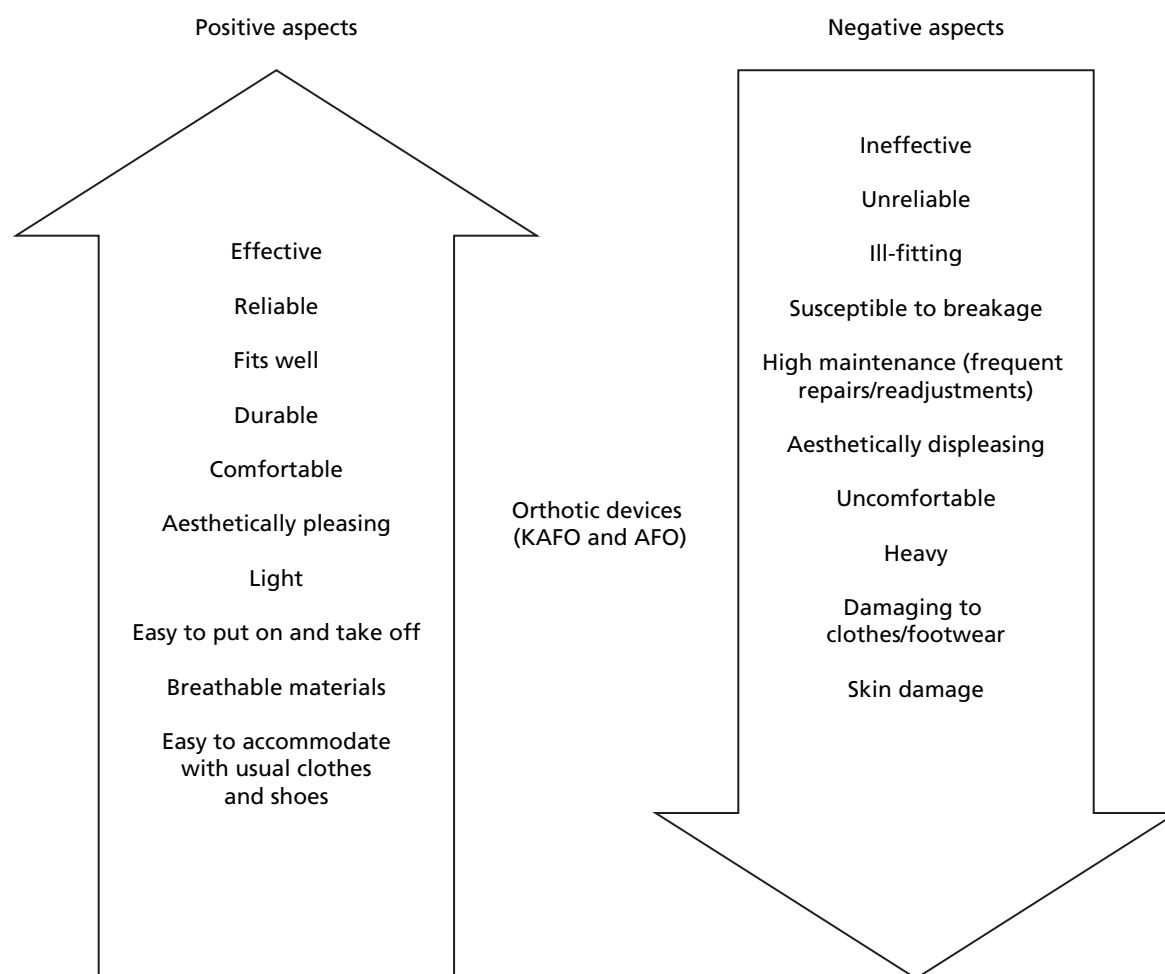 Positive aspects
Negative aspects
Effective
Reliable
Fits well
Durable
Comfortable
Aesthetically pleasing
Light
Easy to put on and take off
Breathable materials
Easy to accommodate
with usual clothes
and shoes
Orthotic devices
(KAFO and AFO)
Ineffective
Unreliable
Ill-fitting
Susceptible to breakage
High maintenance (frequent
repairs/readjustments)
Aesthetically displeasing
Uncomfortable
Heavy
Damaging to
clothes/footwear
Skin damage